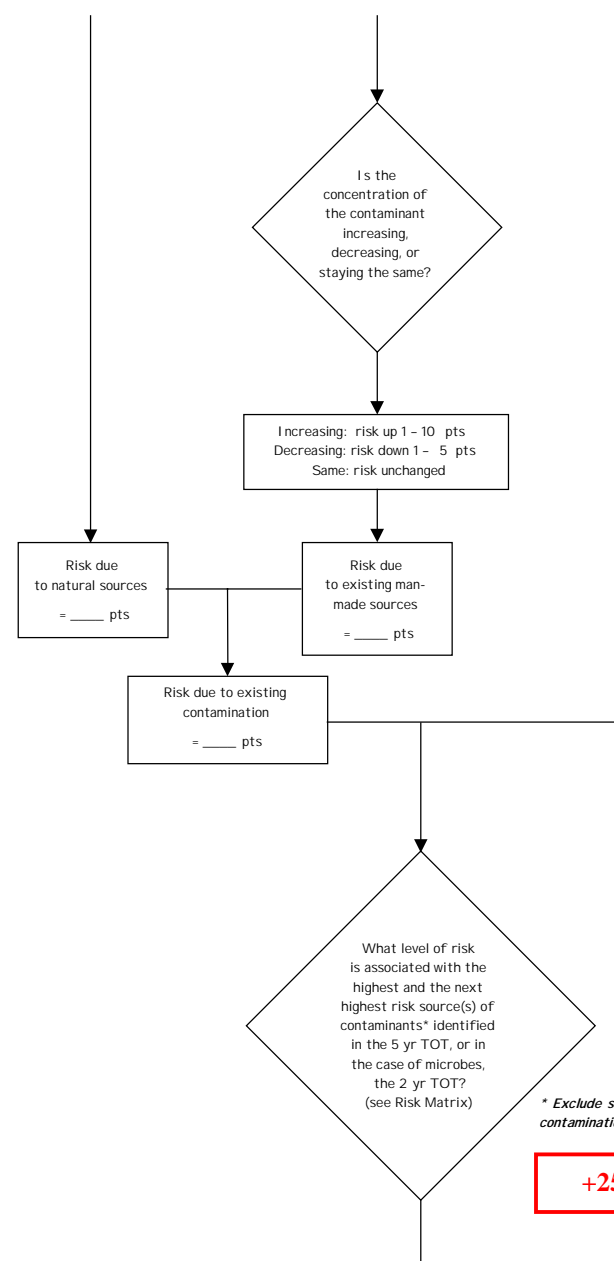 Is the
concentration of
the contaminant
increasing,
decreasing, or
staying the same?
Increasing: risk up 1 – 10 pts
Decreasing: risk down 1 – 5 pts
Same: risk unchanged
Risk due
to natural sources
= _____ pts
Risk due
to existing man-
made sources
= _____ pts
Risk due to existing
contamination
= _____ pts
What level of risk
is associated with the
highest and the next
highest risk source(s) of
contaminants* identified
in the 5 yr TOT, or in
the case of microbes,
the 2 yr TOT?
(see Risk Matrix)
* Exclude
+25